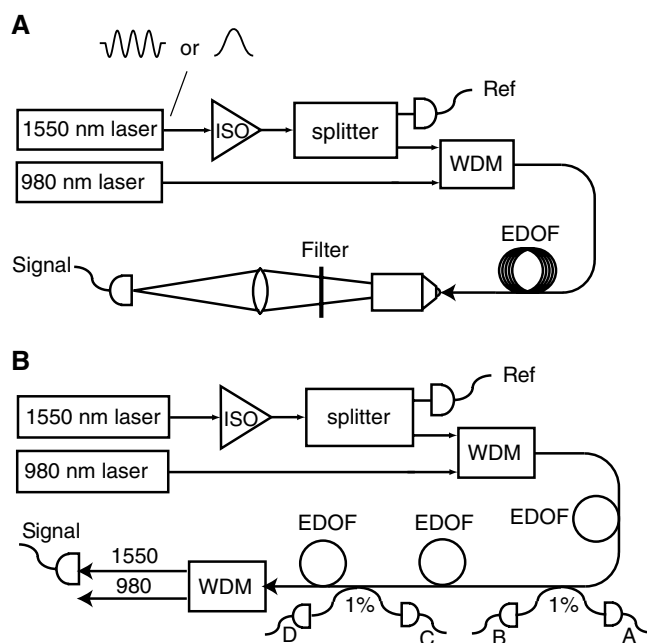 A
or
1550 nm laser
ISO
splitter
Ref
980 nm laser
WDM
EDOF
Filter
Signal
B
1550 nm laser
ISO
splitter
Ref
980 nm laser
WDM
EDOF
EDOF
EDOF
Signal
1550
980
WDM
1%
1%
D
C
B
A